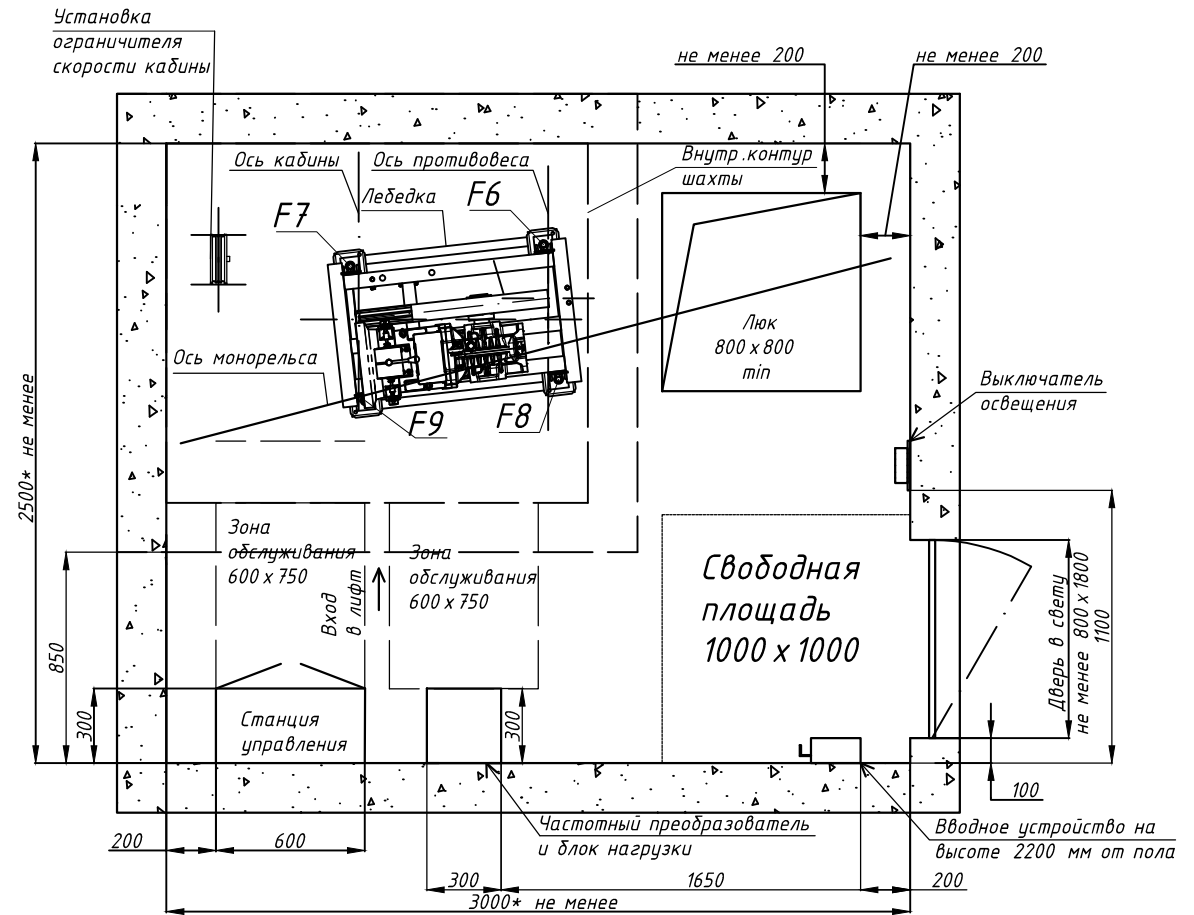 Установка
ограничителя
скорости кабины
не менее 200
не менее 200
Ось кабины
Ось противовеса
Внутр.контур
шахты
Лебедка
F7
F6
Люк
800 x 800
min
Ось монорельса
F9
F8
Выключатель
освещения
2500* не менее
Зона
обслуживания
600 x 750
Зона
обслуживания
600 x 750
Вход
в лифт
Свободная
площадь
1000 x 1000
Дверь в свету
не менее 800 x 1800
1100
850
300
Станция
управления
300
100
Частотный преобразователь
и блок нагрузки
Вводное устройство на
высоте 2200 мм от пола
200
600
300
1650
200
3000* не менее